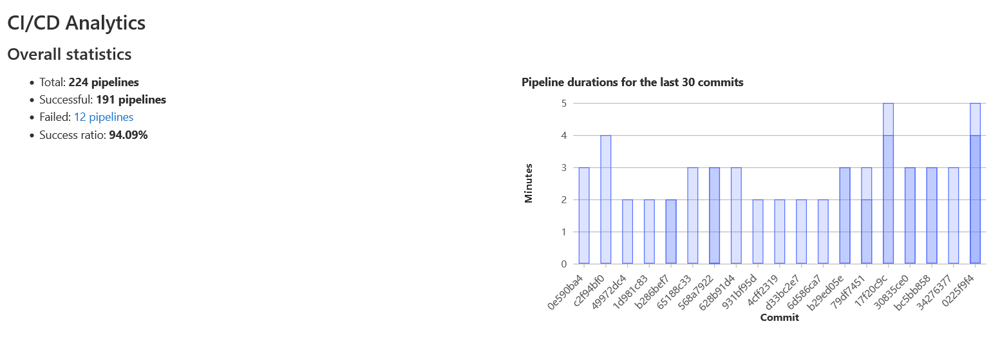 CI/CD Analytics
Overall statistics
Total: 224 pipelines
Successful: 191 pipelines
Failed: 12 pipelines
Success ratio: 94.09%
Pipeline durations for the last 30 commits
Minutes
5
4
3
2
1
0
0e590ba4
c2f94bf0
49972dc4
1d981c83
b286bef7
65188c33
568a7922
628b91d4
931bf95d
4cff2319
d33bc2e7
6d586ca7
b29ed05e
79df7451
17f20c9c
30835ce0
bc5bb858
34276377
0225f9f4
Commit